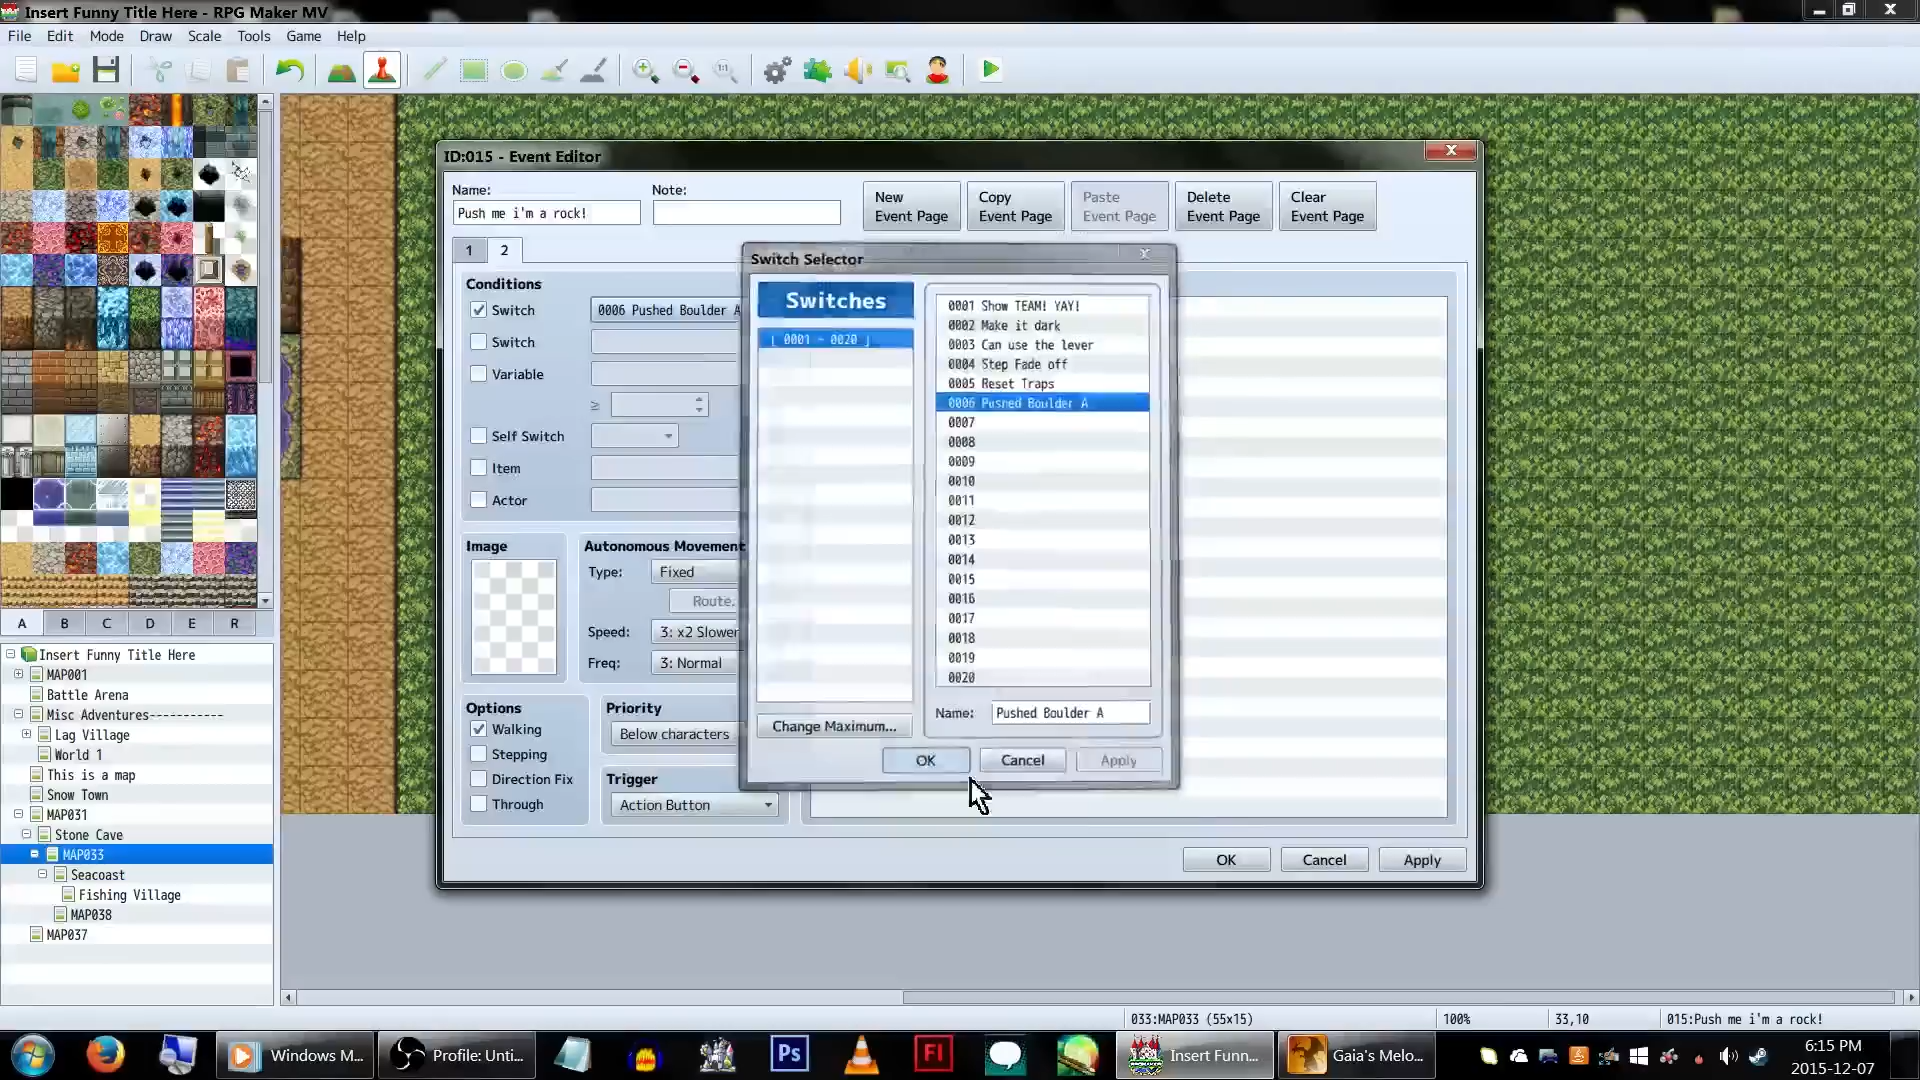 Insert Funny Title Here - RPG Maker MV
File Edit Mode Draw Scale Tools Game Help
ID:015 - Event Editor
Name:
Note:
Push me i'm a rock!
New Event Page
Copy Event Page
Paste Event Page
Delete Event Page
Clear Event Page
1 2
Conditions
Switch 0006 Pushed Boulder A
Switch
Variable
≥
Self Switch
Item
Actor
Image
Autonomous Movement
Type: Fixed
Route.
Speed: 3: x2 Slower
Freq: 3: Normal
Options
Walking
Stepping
Direction Fix
Through
Priority
Below characters
Trigger
Action Button
OK Cancel Apply
Switch Selector
Switches
[ 0001 - 0020 ]
Change Maximum...
0001 Show TEAM! YAY!
0002 Make it dark
0003 Can use the lever
0004 Step Fade off
0005 Reset Traps
0006 Pushed Boulder A
0007
0008
0009
0010
0011
0012
0013
0014
0015
0016
0017
0018
0019
0020
Name: Pushed Boulder A
OK Cancel Apply
A B C D E R
Insert Funny Title Here
MAP001
Battle Arena
Misc Adventures-----------
Lag Village
World 1
This is a map
Snow Town
MAP031
Stone Cave
MAP033
Seacoast
Fishing Village
MAP038
MAP037
033:MAP033 (55x15) 100% 33,10 015:Push me i'm a rock!
Windows M...
Profile: Unti...
Ps
Fl
Insert Funn...
Gaia's Melo...
6:15 PM
2015-12-07